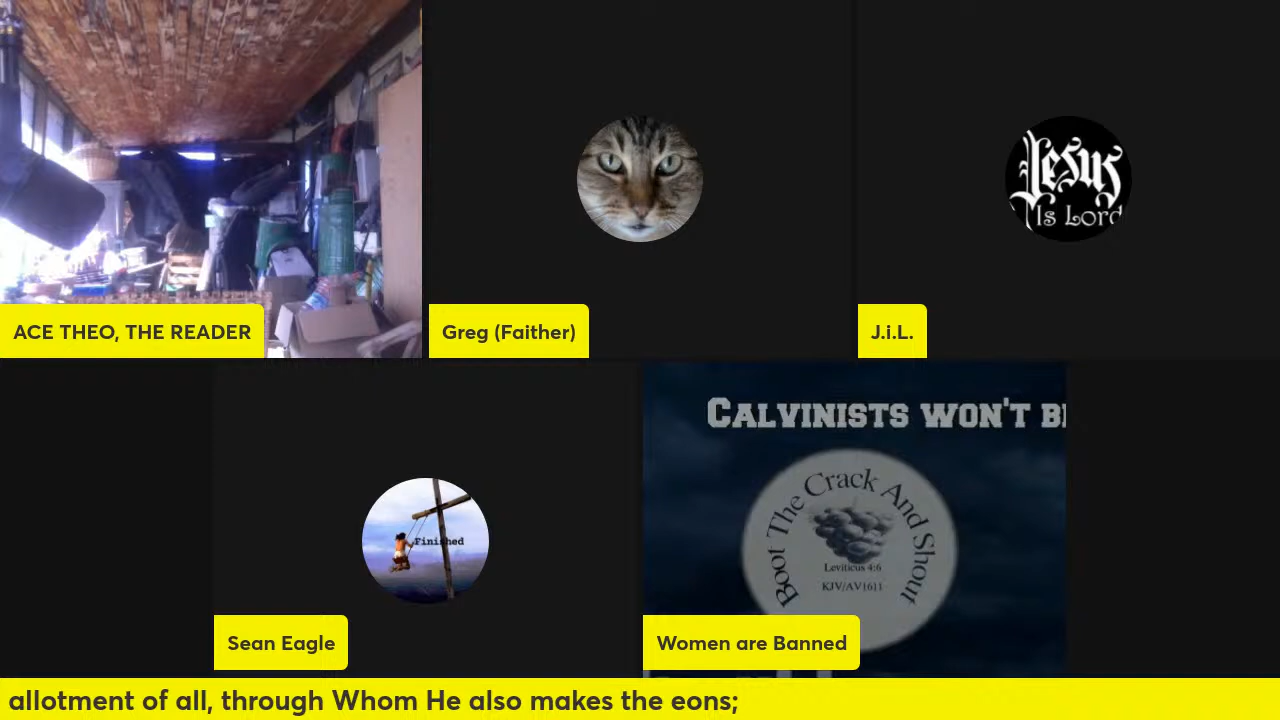 ACE THEO, THE READER
Greg (Faither)
Jesus
Is Lord
J.i.L.
Finished
Sean Eagle
CALVINISTS WON'T
Boot The Crack And Shout
Leviticus 4:6
KJV/AV1611
Women are Banned
allotment of all, through Whom He also makes the eons;